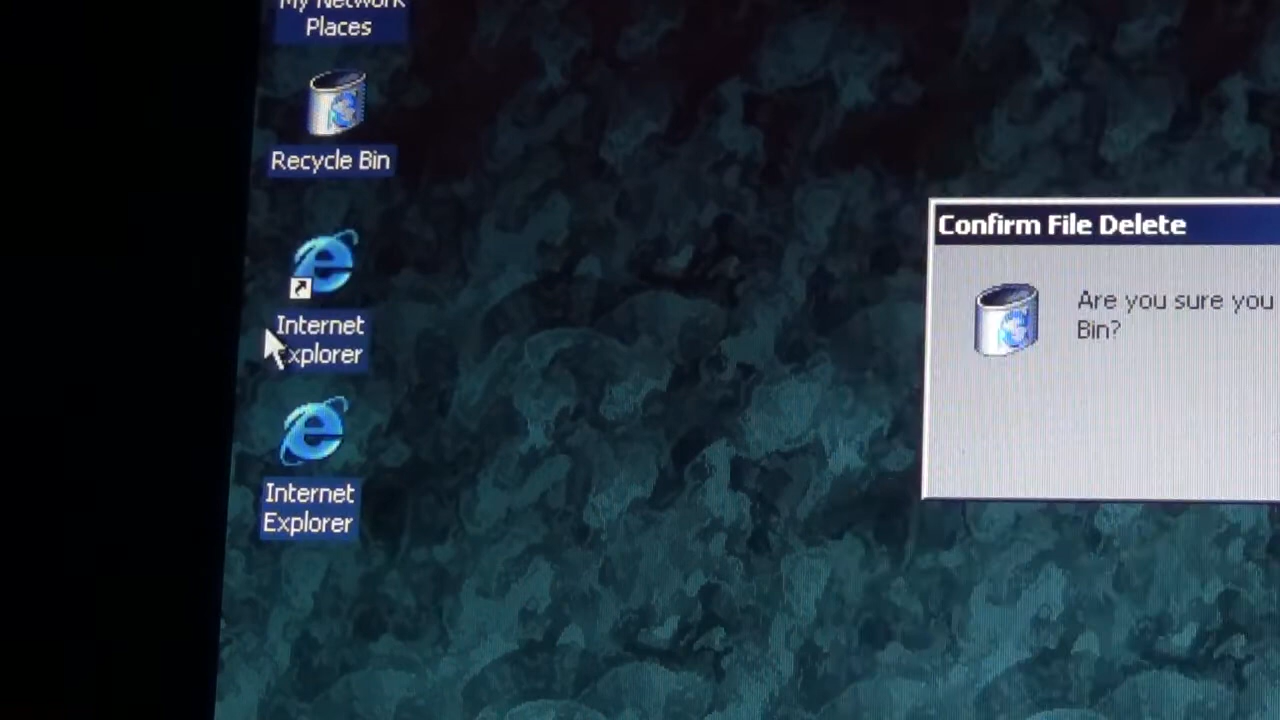 My Network
Places
Recycle Bin
Internet
Explorer
Internet
Explorer
Confirm File Delete
Are you sure you
Bin?